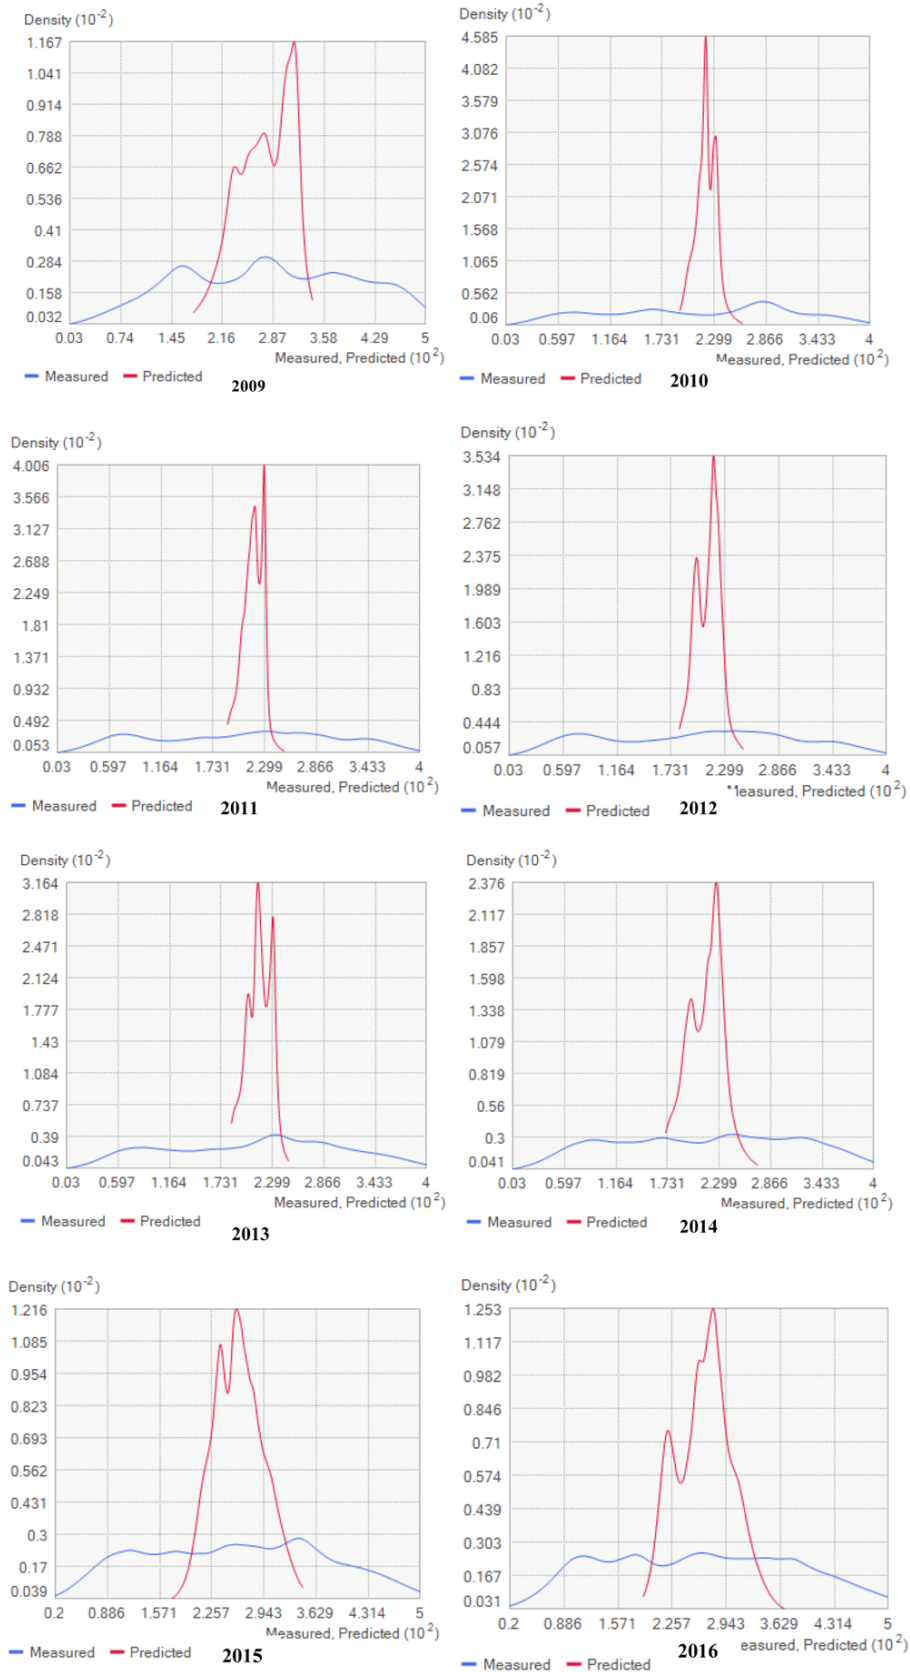 Density (10-2)
1.167
1.041
0.914
0.788
0.662
0.536
0.41
0.284
0.158
0.032
0.03 0.74 1.45 2.16 2.87 3.58 4.29 5
Measured, Predicted (102)
Measured Predicted 2009
Density (10-2)
4.585
4.082
3.579
3.076
2.574
2.071
1.568
1.065
0.562
0.06
0.03 0.597 1.164 1.731 2.299 2.866 3.433 4
Measured, Predicted (102)
Measured Predicted 2010
Density (10-2)
4.006
3.566
3.127
2.688
2.249
1.81
1.371
0.932
0.492
0.053
0.03 0.597 1.164 1.731 2.299 2.866 3.433 4
Measured, Predicted (102)
Measured Predicted 2011
Density (10-2)
3.534
3.148
2.762
2.375
1.989
1.603
1.216
0.83
0.444
0.057
0.03 0.597 1.164 1.731 2.299 2.866 3.433 4
Measured, Predicted (102)
Measured Predicted 2012
Density (10-2)
3.164
2.818
2.471
2.124
1.777
1.43
1.084
0.737
0.39
0.043
0.03 0.597 1.164 1.731 2.299 2.866 3.433 4
Measured, Predicted (102)
Measured Predicted 2013
Density (10-2)
2.376
2.117
1.857
1.598
1.338
1.079
0.819
0.56
0.3
0.041
0.03 0.597 1.164 1.731 2.299 2.866 3.433 4
Measured, Predicted (102)
Measured Predicted 2014
Density (10-2)
1.216
1.085
0.954
0.823
0.693
0.562
0.431
0.3
0.17
0.039
0.2 0.886 1.571 2.257 2.943 3.629 4.314 5
Measured, Predicted (102)
Measured Predicted 2015
Density (10-2)
1.253
1.117
0.982
0.846
0.71
0.574
0.439
0.303
0.167
0.031
0.2 0.886 1.571 2.257 2.943 3.629 4.314 5
easured, Predicted (102)
Measured Predicted 2016